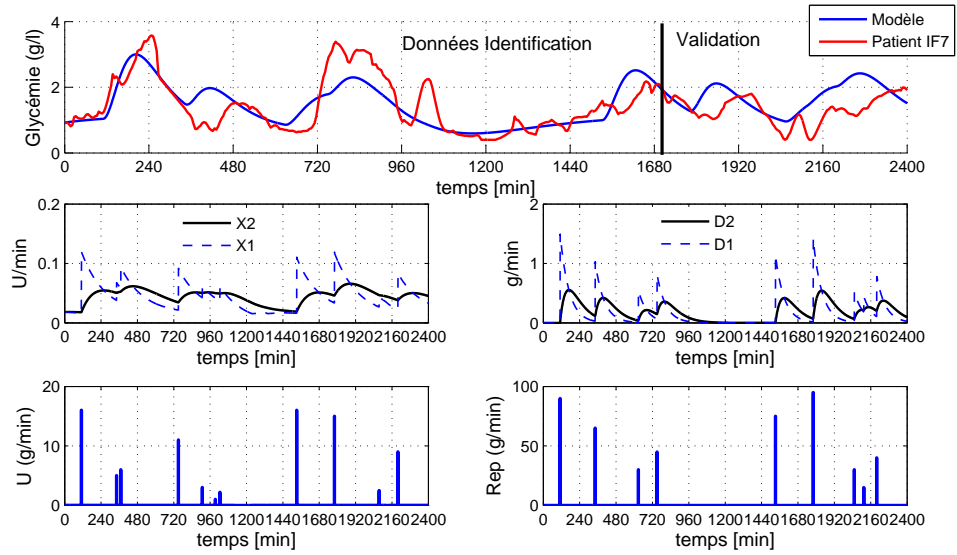 Glycémie (g/l)
4
2
0
Données Identification
Validation
Modèle
Patient IF7
0 240 480 720 960 1200 1440 1680 1920 2160 2400
temps [min]
U/min
0.2
0.1
0
X2
X1
0 240 480 720 960 1200 1440 1680 1920 2160 2400
temps [min]
g/min
2
1
0
D2
D1
0 240 480 720 960 1200 1440 1680 1920 2160 2400
temps [min]
U (g/min)
20
10
0
0 240 480 720 960 1200 1440 1680 1920 2160 2400
temps [min]
Rep (g/min)
100
50
0
0 240 480 720 960 1200 1440 1680 1920 2160 2400
temps [min]